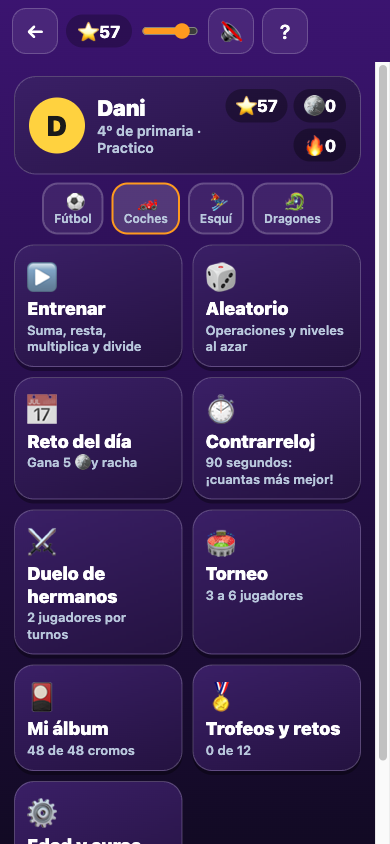 57
?
D
Dani
4º de primaria ·
Practico
57
0
0
Fútbol
Coches
Esquí
Dragones
Entrenar
Suma, resta,
multiplica y divide
Aleatorio
Operaciones y niveles
al azar
JUL
17
Reto del día
Gana 5 y racha
Contrarreloj
90 segundos:
¡cuantas más mejor!
Duelo de
hermanos
2 jugadores por
turnos
Torneo
3 a 6 jugadores
Mi álbum
48 de 48 cromos
Trofeos y retos
0 de 12
Edad y curso